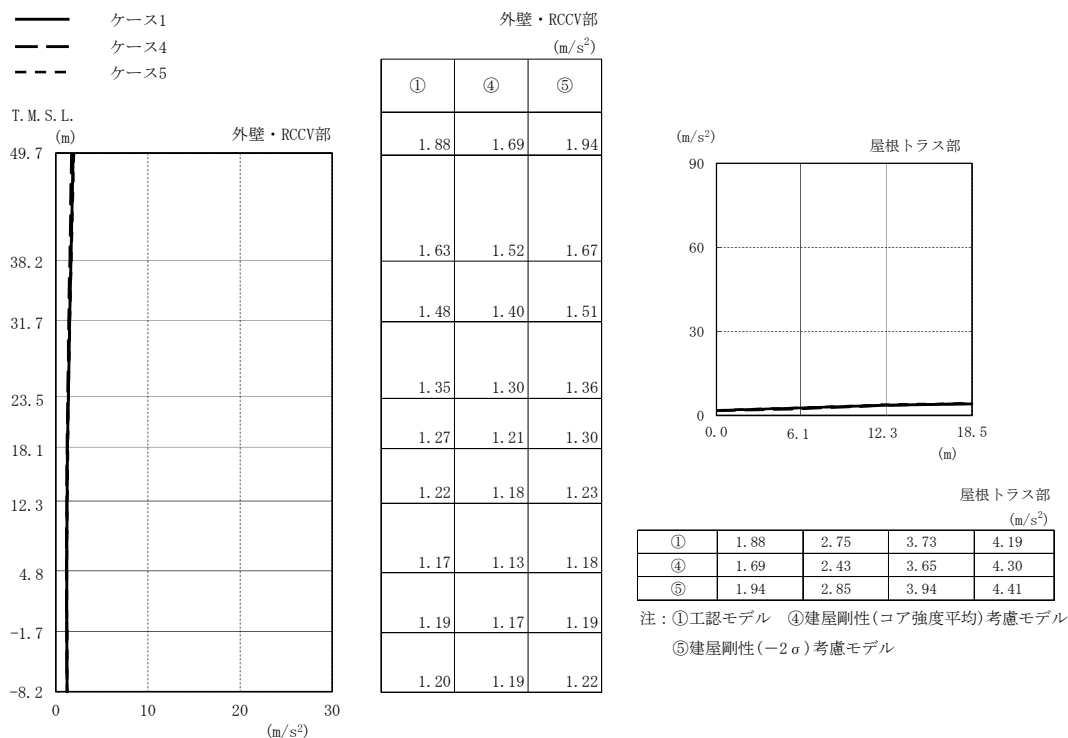 ケース1
ケース4
ケース5
T.M.S.L.
(m)
外壁・RCCV部
49.7
38.2
31.7
23.5
18.1
12.3
4.8
-1.7
-8.2
0 10 20 30
(m/s²)
外壁・RCCV部
(m/s²)
① ④ ⑤
1.88 1.69 1.94
1.63 1.52 1.67
1.48 1.40 1.51
1.35 1.30 1.36
1.27 1.21 1.30
1.22 1.18 1.23
1.17 1.13 1.18
1.19 1.17 1.19
1.20 1.19 1.22
(m/s²)
屋根トラス部
90
60
30
0
0.0 6.1 12.3 18.5
(m)
屋根トラス部
(m/s²)
① 1.88 2.75 3.73 4.19
④ 1.69 2.43 3.65 4.30
⑤ 1.94 2.85 3.94 4.41
注：①工認モデル ④建屋剛性(コア強度平均)考慮モデル
⑤建屋剛性(－2σ)考慮モデル